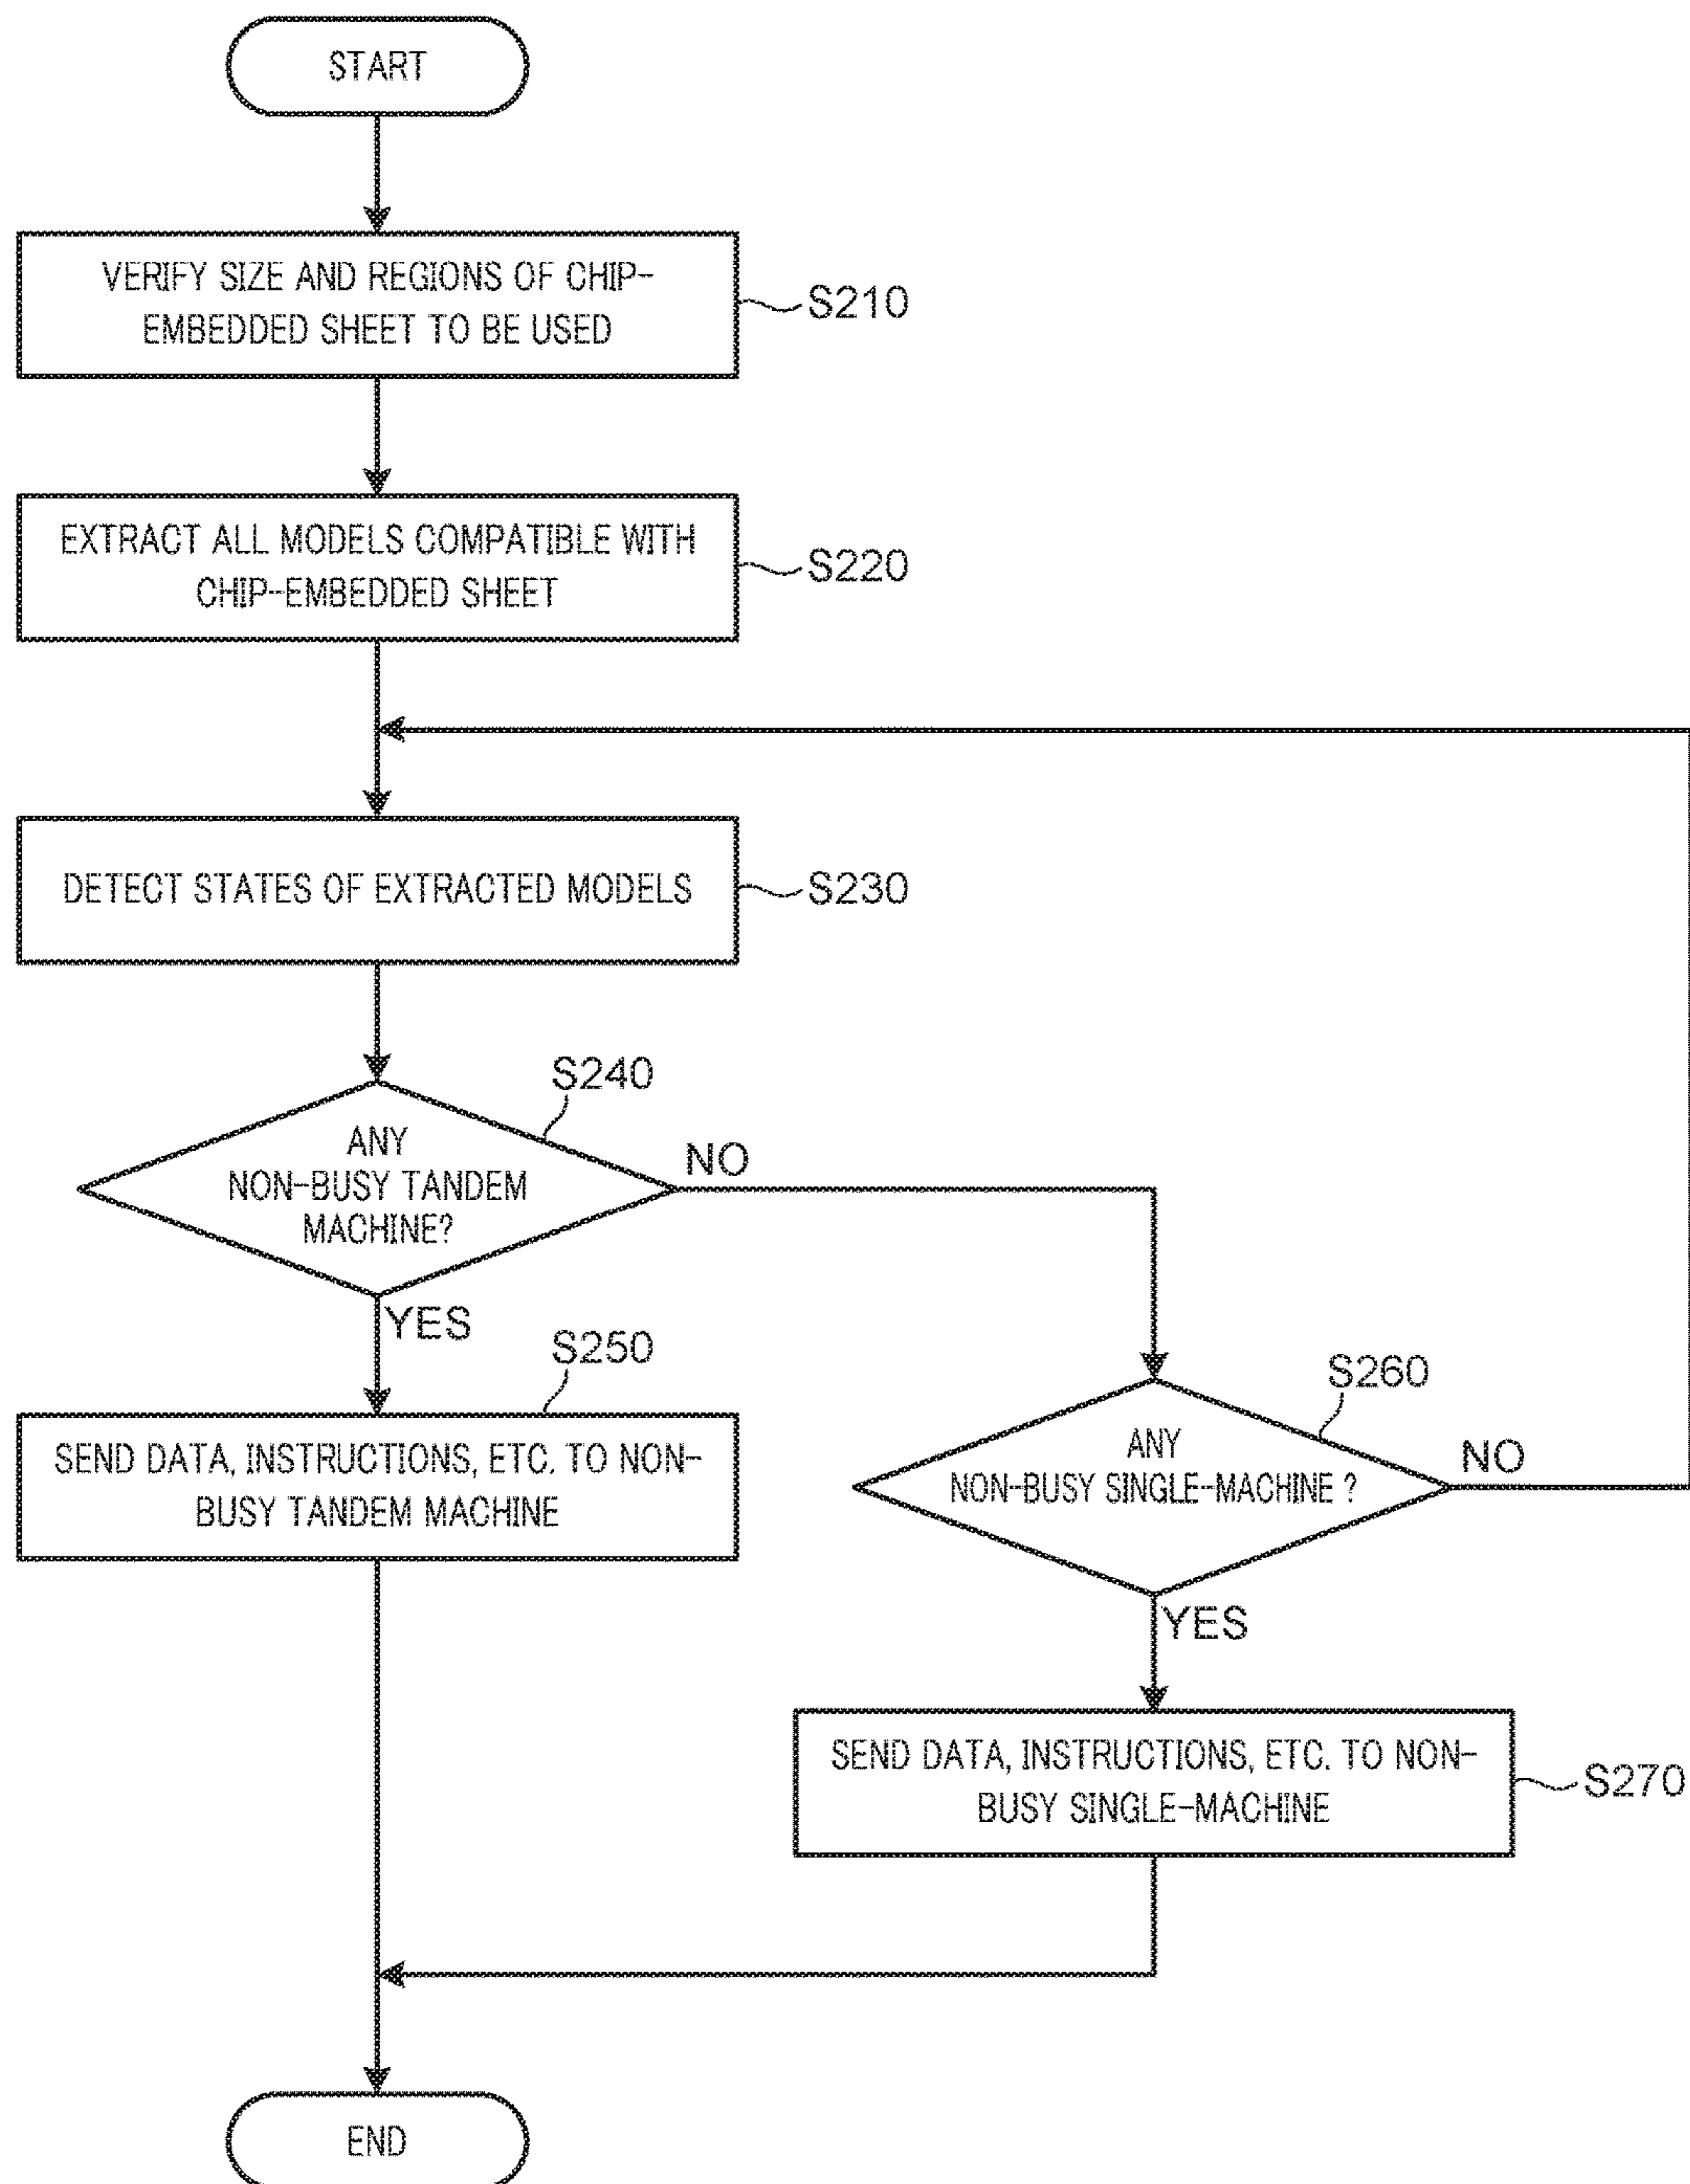 START
VERIFY SIZE AND REGIONS OF CHIP-
EMBEDDED SHEET TO BE USED
S210
EXTRACT ALL MODELS COMPATIBLE WITH
CHIP-EMBEDDED SHEET
S220
DETECT STATES OF EXTRACTED MODELS
S230
S240
ANY
NON-BUSY TANDEM
MACHINE?
NO
YES
S250
SEND DATA, INSTRUCTIONS, ETC. TO NON-
BUSY TANDEM MACHINE
S260
ANY
NON-BUSY SINGLE-MACHINE ?
NO
YES
SEND DATA, INSTRUCTIONS, ETC. TO NON-
BUSY SINGLE-MACHINE
S270
END